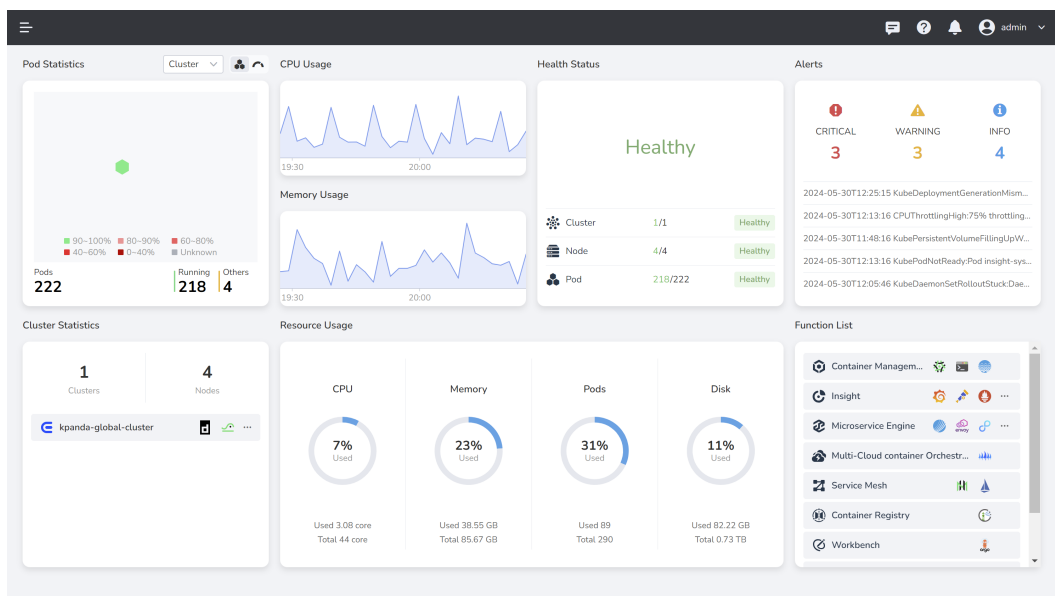 admin
Pod Statistics
Cluster
CPU Usage
Health Status
Alerts
90~100% 80~90% 60~80%
40~60% 0~40% Unknown
Pods
222
Running
218
Others
4
19:30 20:00
Memory Usage
19:30 20:00
Healthy
Cluster 1/1 Healthy
Node 4/4 Healthy
Pod 218/222 Healthy
CRITICAL WARNING INFO
3 3 4
2024-05-30T12:25:15 KubeDeploymentGenerationMism...
2024-05-30T12:13:16 CPUThrottlingHigh:75% throttling...
2024-05-30T11:48:16 KubePersistentVolumeFillingUpW...
2024-05-30T12:13:16 KubePodNotReady:Pod insight-sys...
2024-05-30T12:05:46 KubeDaemonSetRolloutStuck:Dae...
Cluster Statistics
1 4
Clusters Nodes
kpanda-global-cluster ...
Resource Usage
CPU Memory Pods Disk
7% 23% 31% 11%
Used Used Used Used
Used 3.08 core Used 38.55 GB Used 89 Used 82.22 GB
Total 44 core Total 85.67 GB Total 290 Total 0.73 TB
Function List
Container Managem...
Insight ...
Microservice Engine envoy ...
Multi-Cloud container Orchestr...
Service Mesh
Container Registry
Workbench argo